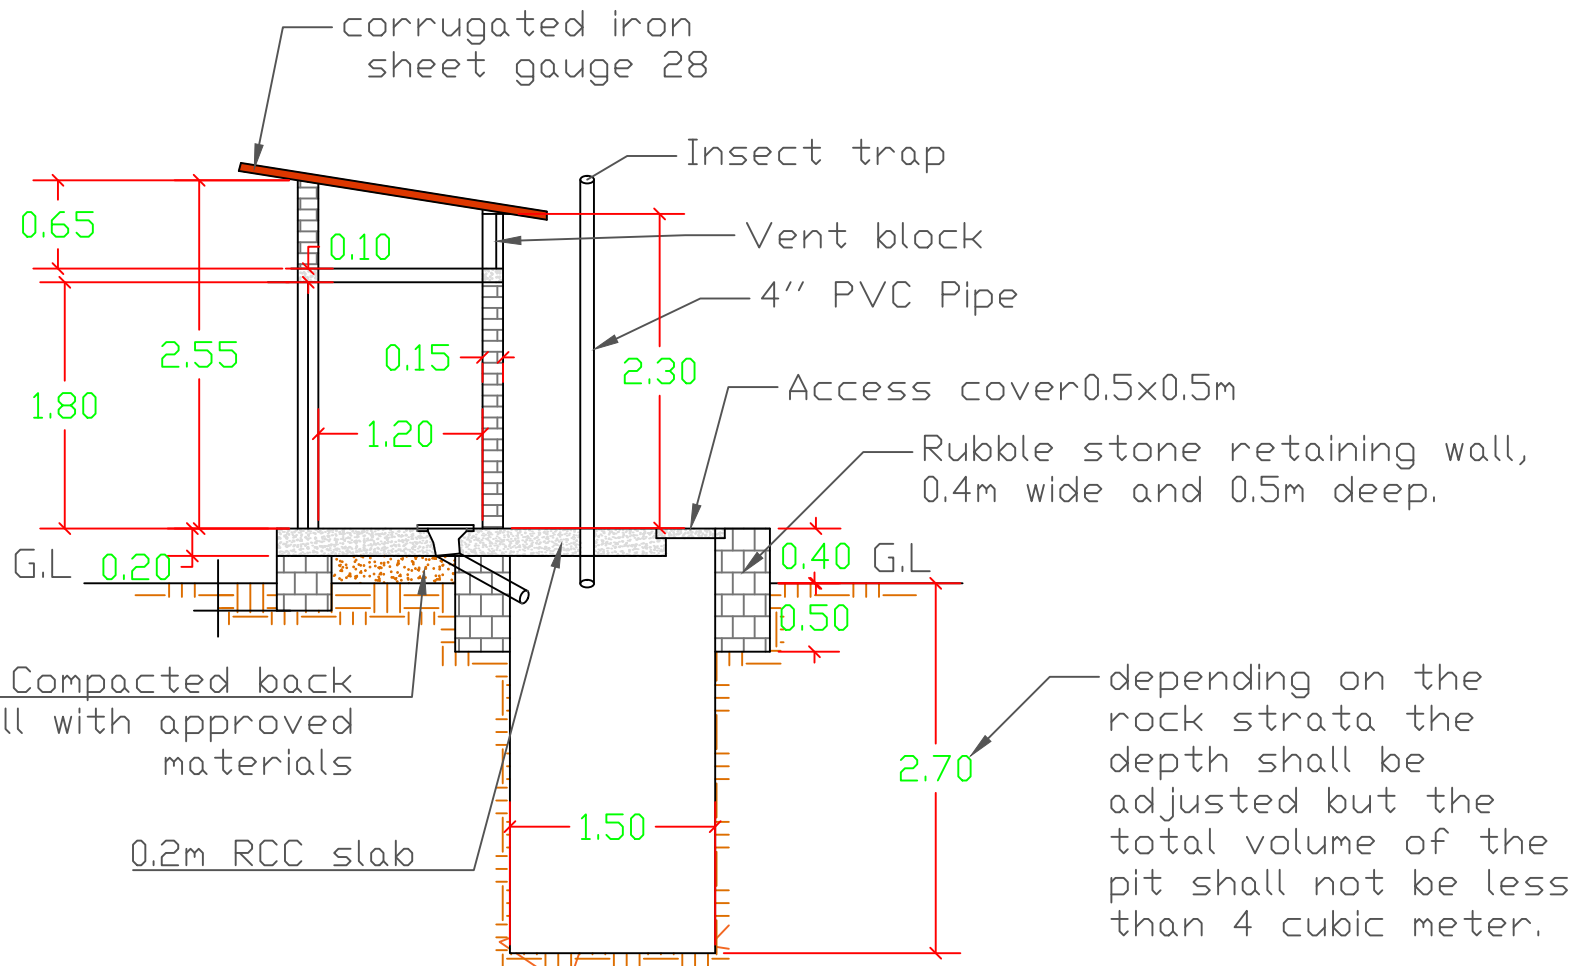 corrugated iron
sheet gauge 28
Insect trap
Vent block
4'' PVC Pipe
0.65
0.10
2.55
0.15
2.30
1.80
1.20
Access cover0.5x0.5m
Rubble stone retaining wall,
0.4m wide and 0.5m deep.
G.L
0.20
0.40
G.L
0.50
Compacted back
ll with approved
materials
0.2m RCC slab
1.50
2.70
depending on the
rock strata the
depth shall be
adjusted but the
total volume of the
pit shall not be less
than 4 cubic meter.